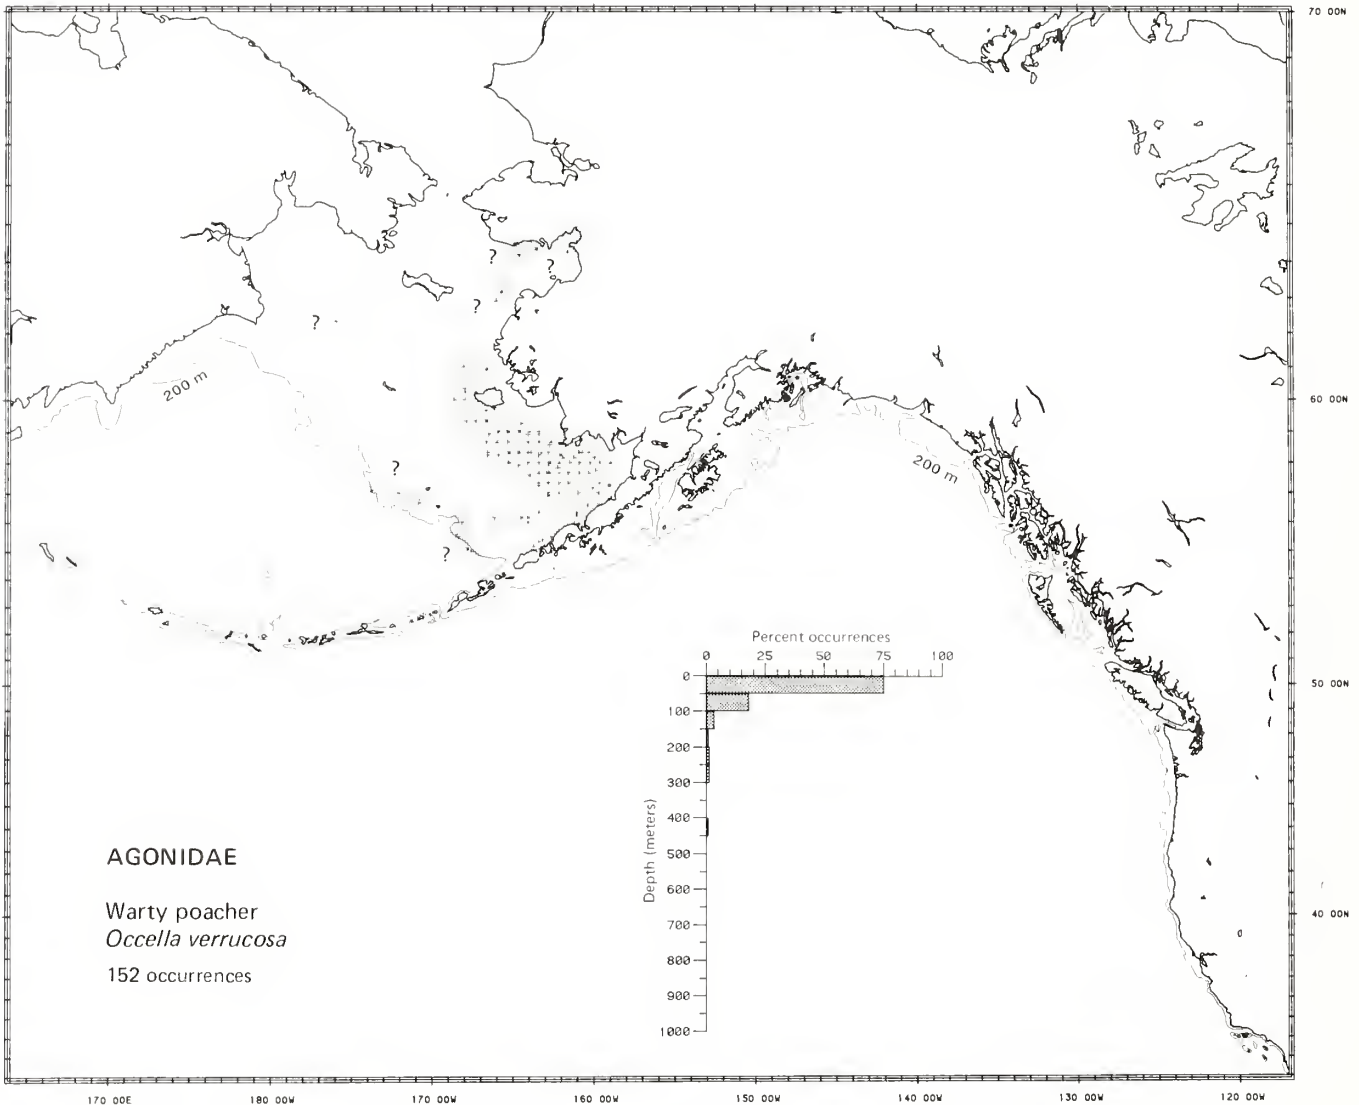 70 00N
?
?
?
?
200 m
60 00N
?
200 m
?
Percent occurrences
0 25 50 75 100
50 00N
0
100
200
300
400
500
600
700
800
900
1000
Depth (meters)
AGONIDAE
Warty poacher
Occella verrucosa
152 occurrences
40 00N
170 00E 180 00W 170 00W 160 00W 150 00W 140 00W 130 00W 120 00W